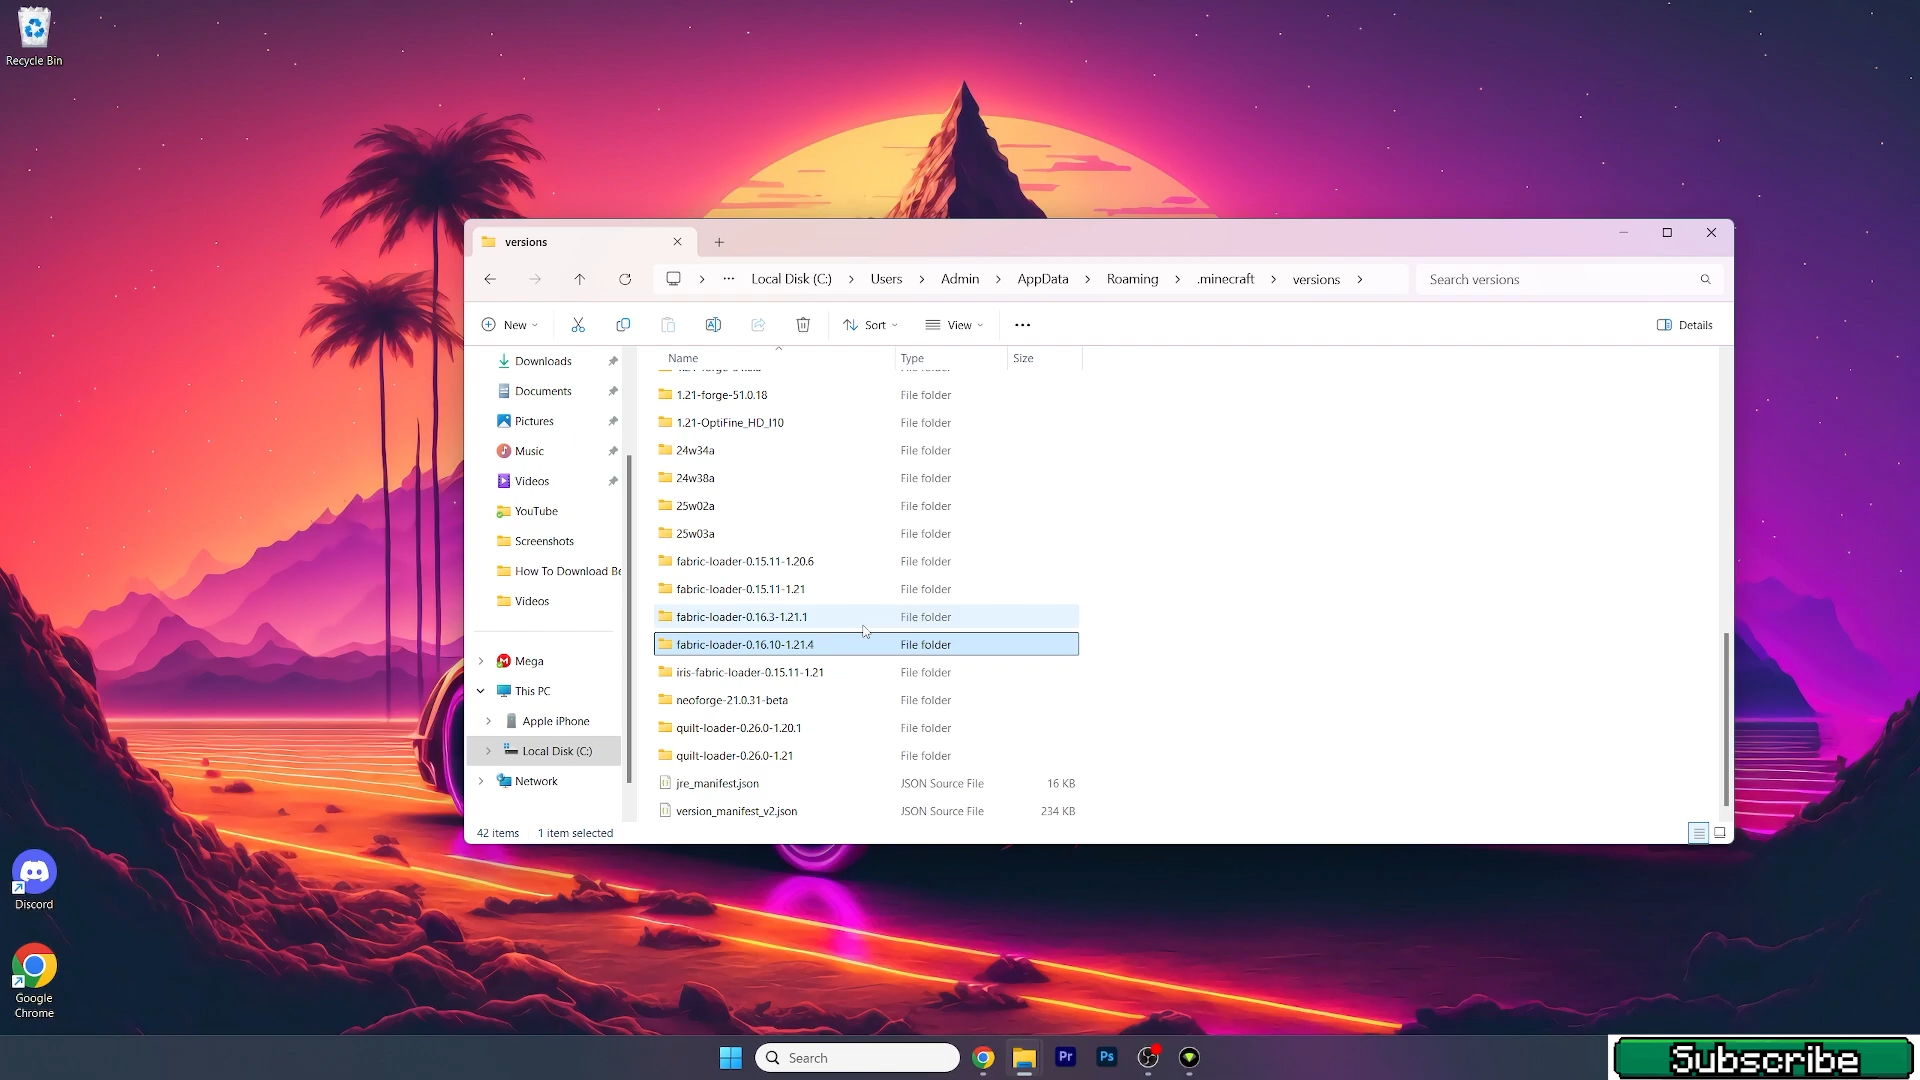 Recycle Bin
versions
Local Disk (C:)
Users
Admin
AppData
Roaming
.minecraft
versions
Search versions
New
Sort
View
Details
Name
Type
Size
Downloads
Documents
Pictures
Music
Videos
YouTube
Screenshots
How To Download Be
Videos
Mega
This PC
Apple iPhone
Local Disk (C:)
Network
File folder
1.21-forge-51.0.18 File folder
1.21-OptiFine_HD_I10 File folder
24w34a File folder
24w38a File folder
25w02a File folder
25w03a File folder
fabric-loader-0.15.11-1.20.6 File folder
fabric-loader-0.15.11-1.21 File folder
fabric-loader-0.16.3-1.21.1 File folder
fabric-loader-0.16.10-1.21.4 File folder
iris-fabric-loader-0.15.11-1.21 File folder
neoforge-21.0.31-beta File folder
quilt-loader-0.26.0-1.20.1 File folder
quilt-loader-0.26.0-1.21 File folder
jre_manifest.json JSON Source File 16 KB
version_manifest_v2.json JSON Source File 234 KB
42 items 1 item selected
Discord
Google
Chrome
Search
Pr
Ps
Subscribe